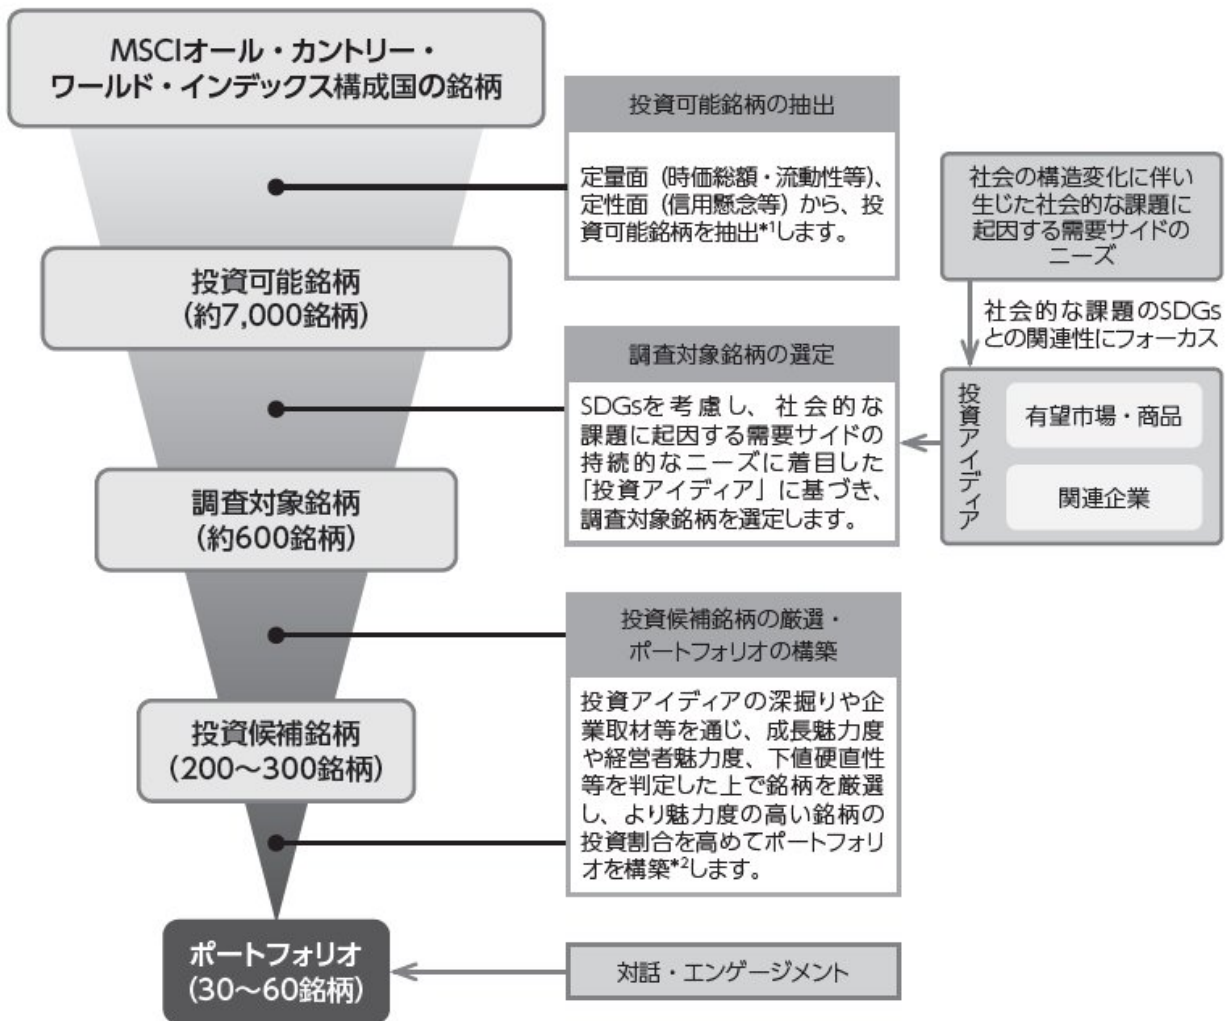 MSCIオール・カントリー・
ワールド・インデックス構成国の銘柄
投資可能銘柄の抽出
定量面（時価総額・流動性等）、
定性面（信用懸念等）から、投
資可能銘柄を抽出*1します。
社会の構造変化に伴い
生じた社会的な課題に
起因する需要サイドの
ニーズ
投資可能銘柄
(約7,000銘柄)
社会的な課題のSDGs
との関連性にフォーカス
調査対象銘柄の選定
SDGsを考慮し、社会的な
課題に起因する需要サイドの
持続的なニーズに着目した
「投資アイディア」に基づき、
調査対象銘柄を選定します。
投資アイディア
有望市場・商品
関連企業
調査対象銘柄
(約600銘柄)
投資候補銘柄の厳選・
ポートフォリオの構築
投資アイディアの深掘りや企
業取材等を通じ、成長魅力度
や経営者魅力度、下値硬直性
等を判定した上で銘柄を厳選
し、より魅力度の高い銘柄の
投資割合を高めてポートフォリ
オを構築*2します。
投資候補銘柄
(200～300銘柄)
ポートフォリオ
(30～60銘柄)
対話・エンゲージメント